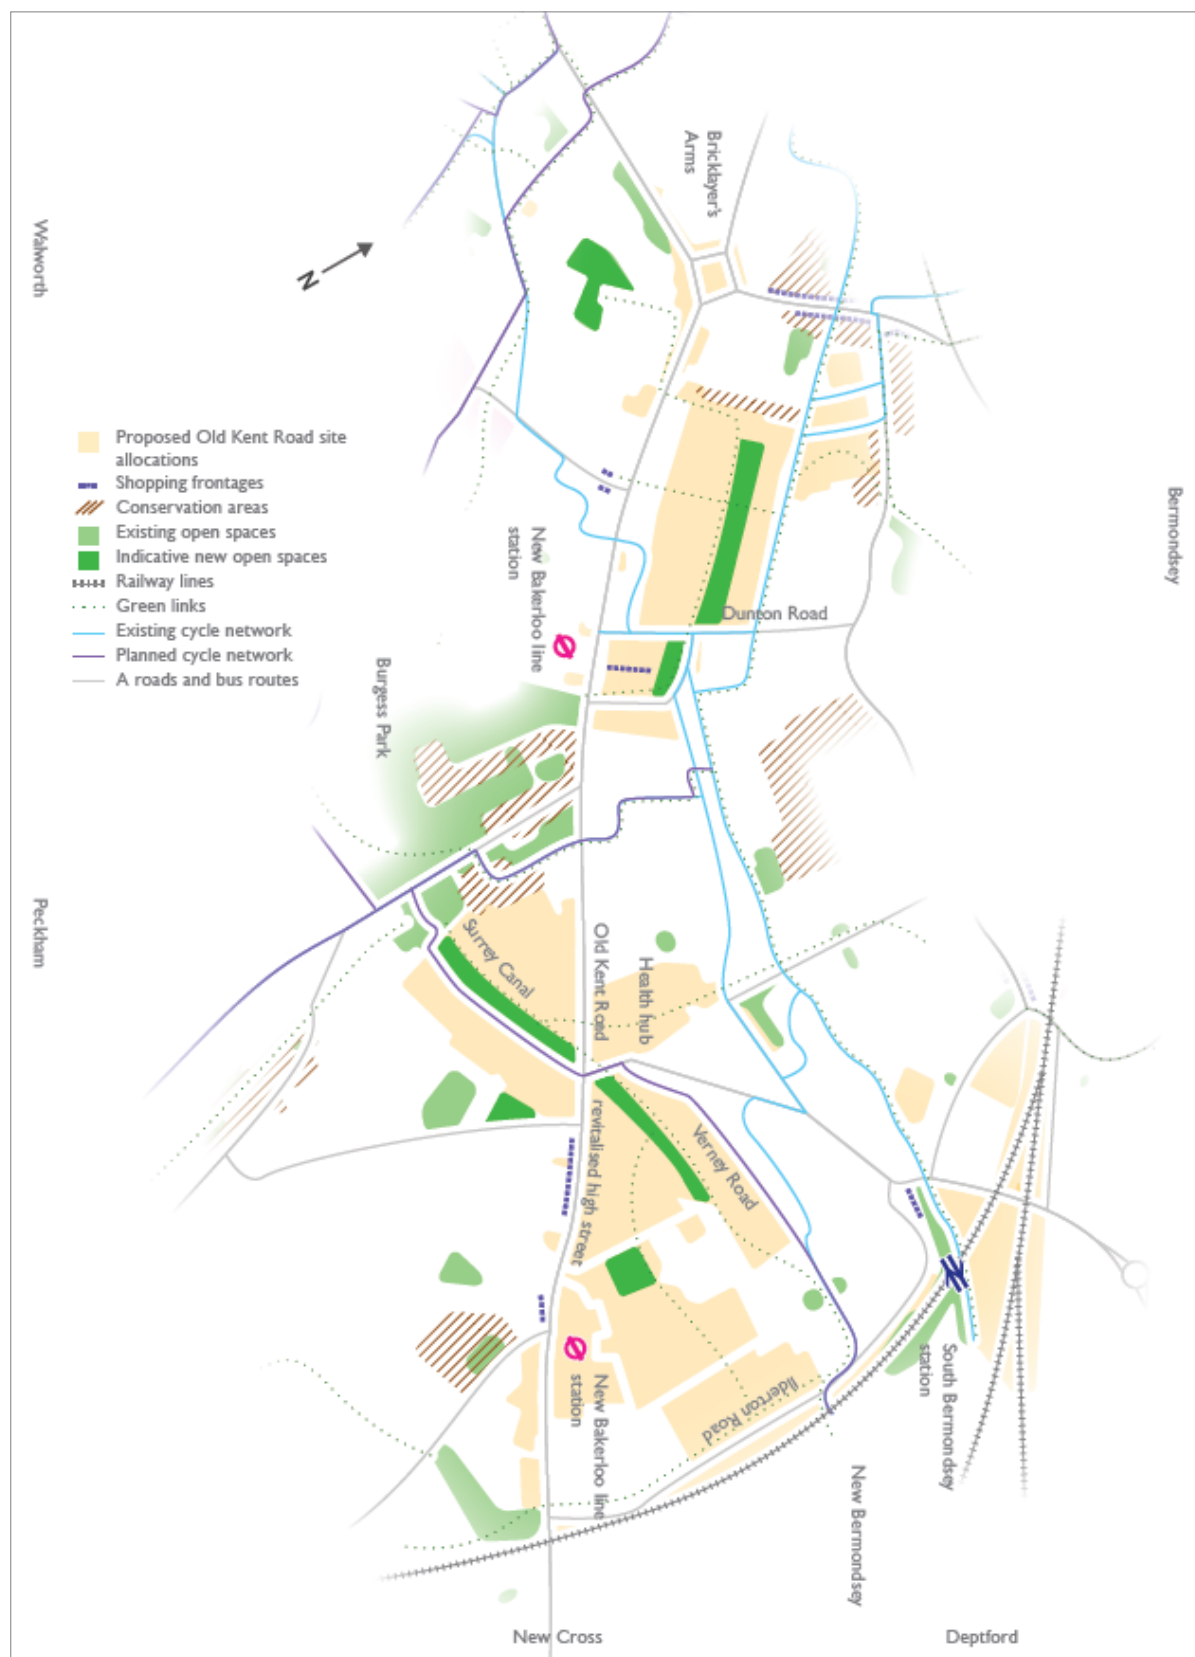 Bricklayer's
Arms
Walworth
N
Proposed Old Kent Road site
allocations
Shopping frontages
Conservation areas
Existing open spaces
Indicative new open spaces
Railway lines
Green links
Existing cycle network
Planned cycle network
A roads and bus routes
Bermondsey
New Bakerloo line
station
Dunton Road
Burgess Park
Peckham
Surrey Canal
Old Kent Road
Health hub
revitalised high street
Verney Road
South Bermondsey
station
New Bakerloo line
station
Ilderton Road
New Bermondsey
New Cross
Deptford